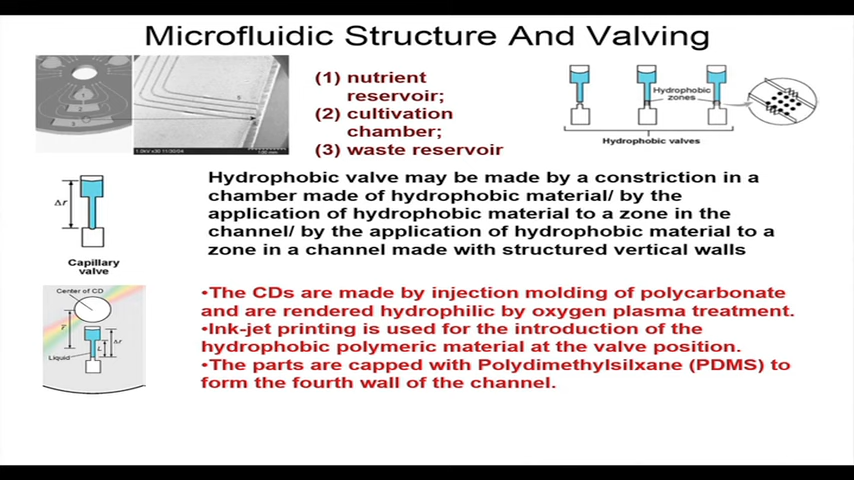 Microfluidic Structure And Valving
(1) nutrient
reservoir;
(2) cultivation
chamber;
(3) waste reservoir
Hydrophobic
zones
Hydrophobic valves
Hydrophobic valve may be made by a constriction in a
chamber made of hydrophobic material/ by the
application of hydrophobic material to a zone in the
channel/ by the application of hydrophobic material to a
zone in a channel made with structured vertical walls
Δr
Capillary
valve
Center of CD
r
Δr
L
Liquid
•The CDs are made by injection molding of polycarbonate
and are rendered hydrophilic by oxygen plasma treatment.
•Ink-jet printing is used for the introduction of the
hydrophobic polymeric material at the valve position.
•The parts are capped with Polydimethylsilxane (PDMS) to
form the fourth wall of the channel.